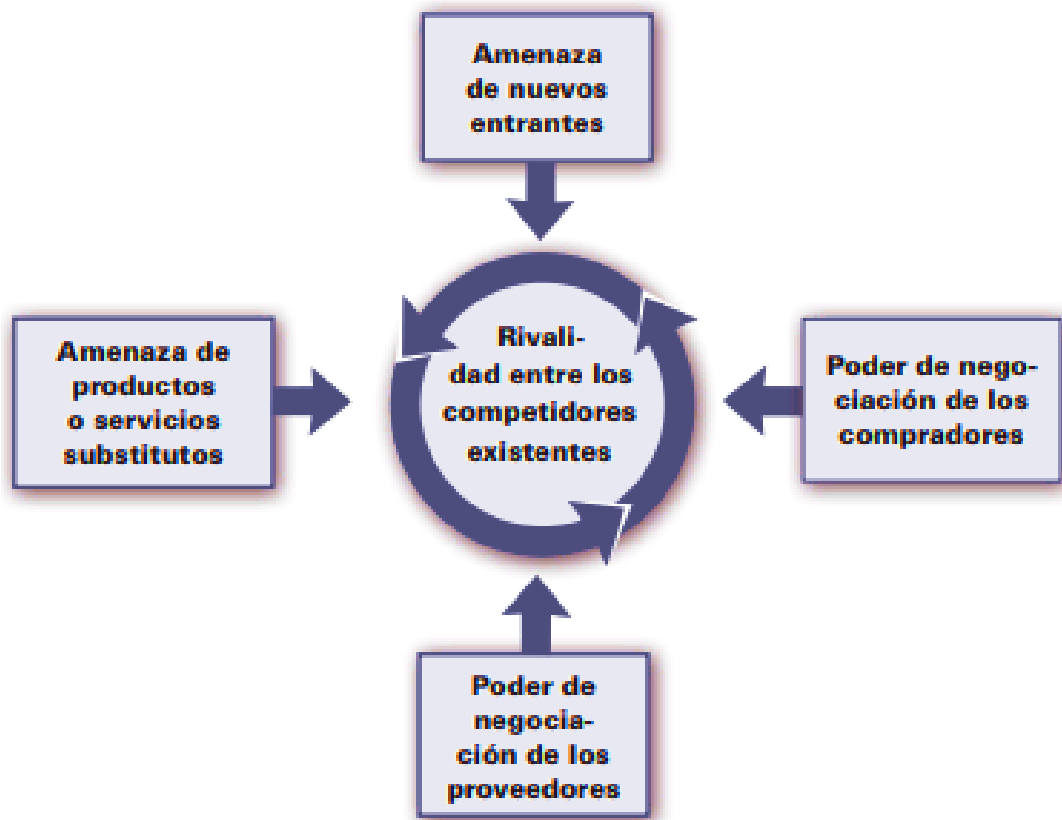 Amenaza
de nuevos
entrantes
Amenaza de
productos
o servicios
substitutos
Rivali-
dad entre los
competidores
existentes
Poder de nego-
ciación de los
compradores
Poder de
negocia-
ción de los
proveedores